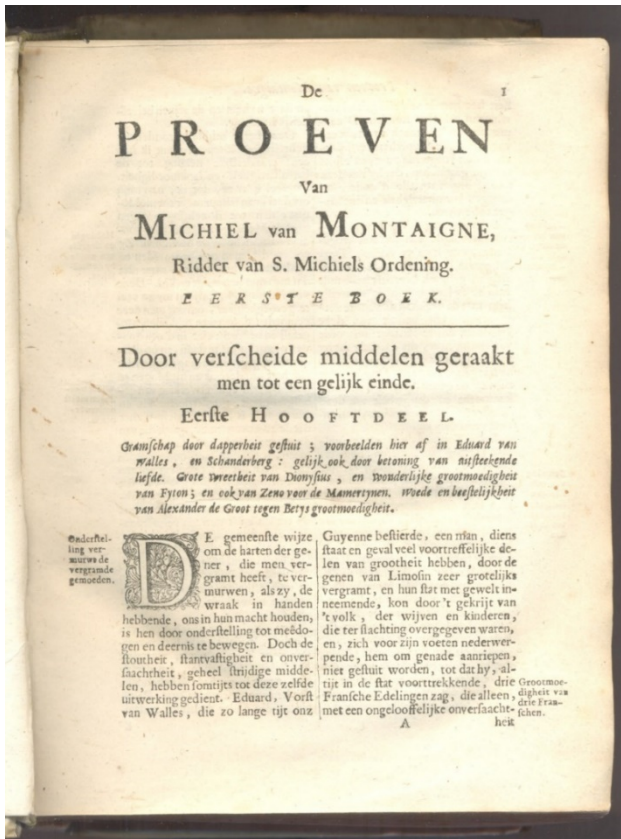 De 1
PROEVEN
Van
MICHIEL van MONTAIGNE,
Ridder van S. Michiels Ordening.
EERSTE BOEK.
Door verscheide middelen geraakt
men tot een gelijk einde.
Eerste HOOFTDEEL.
Gramschap door dapperheit gestuit; voorbeelden hier af in Eduard van
Walles, en Schanderberg: gelijk ook door betoning van uitsteekende
liefde. Grote wreetheit van Dionysius, en wonderlijke grootmoedigheit
van Fyton; en ook van Zeno voor de Mamertynen. Woede en beestelijkheit
van Alexander de Groot tegen Betys grootmoedigheit.
Onderstel-
ling ver-
murwt de
vergramde
gemoeden.
DE gemeenste wijze
om de harten der ge-
ner, die men ver-
gramt heeft, te ver-
murwen, als zy, de
wraak in handen
hebbende, ons in hun macht houden,
is hen door onderstelling tot meêdo-
gen en deernis te bewegen. Doch de
stoutheit, stantvastigheit en onver-
saachtheit, geheel strijdige midde-
len, hebben somtijts tot deze zelfde
uitwerking gedient. Eduard, Vorst
van Walles, die zo lange tijt onz
Guyenne bestierde, een man, diens
staat en geval veel voortreffelijke de-
len van grootheit hebben, door de
genen van Limosin zeer grotelijks
vergramt, en hun stat met gewelt in-
neemende, kon door 't gekrijt van
't volk, der wijven en kinderen,
die ter slachting overgegeven waren,
en, zich voor zijn voeten nederwer-
pende, hem om genade aanriepen,
niet gestuit worden, tot dat hy, al-
tijt in de stat voorttrekkende, drie
Fransche Edelingen zag, die alleen,
met een ongelooffelijke onversaacht-
Grootmoe-
digheit van
drie Fran-
schen.
A heit